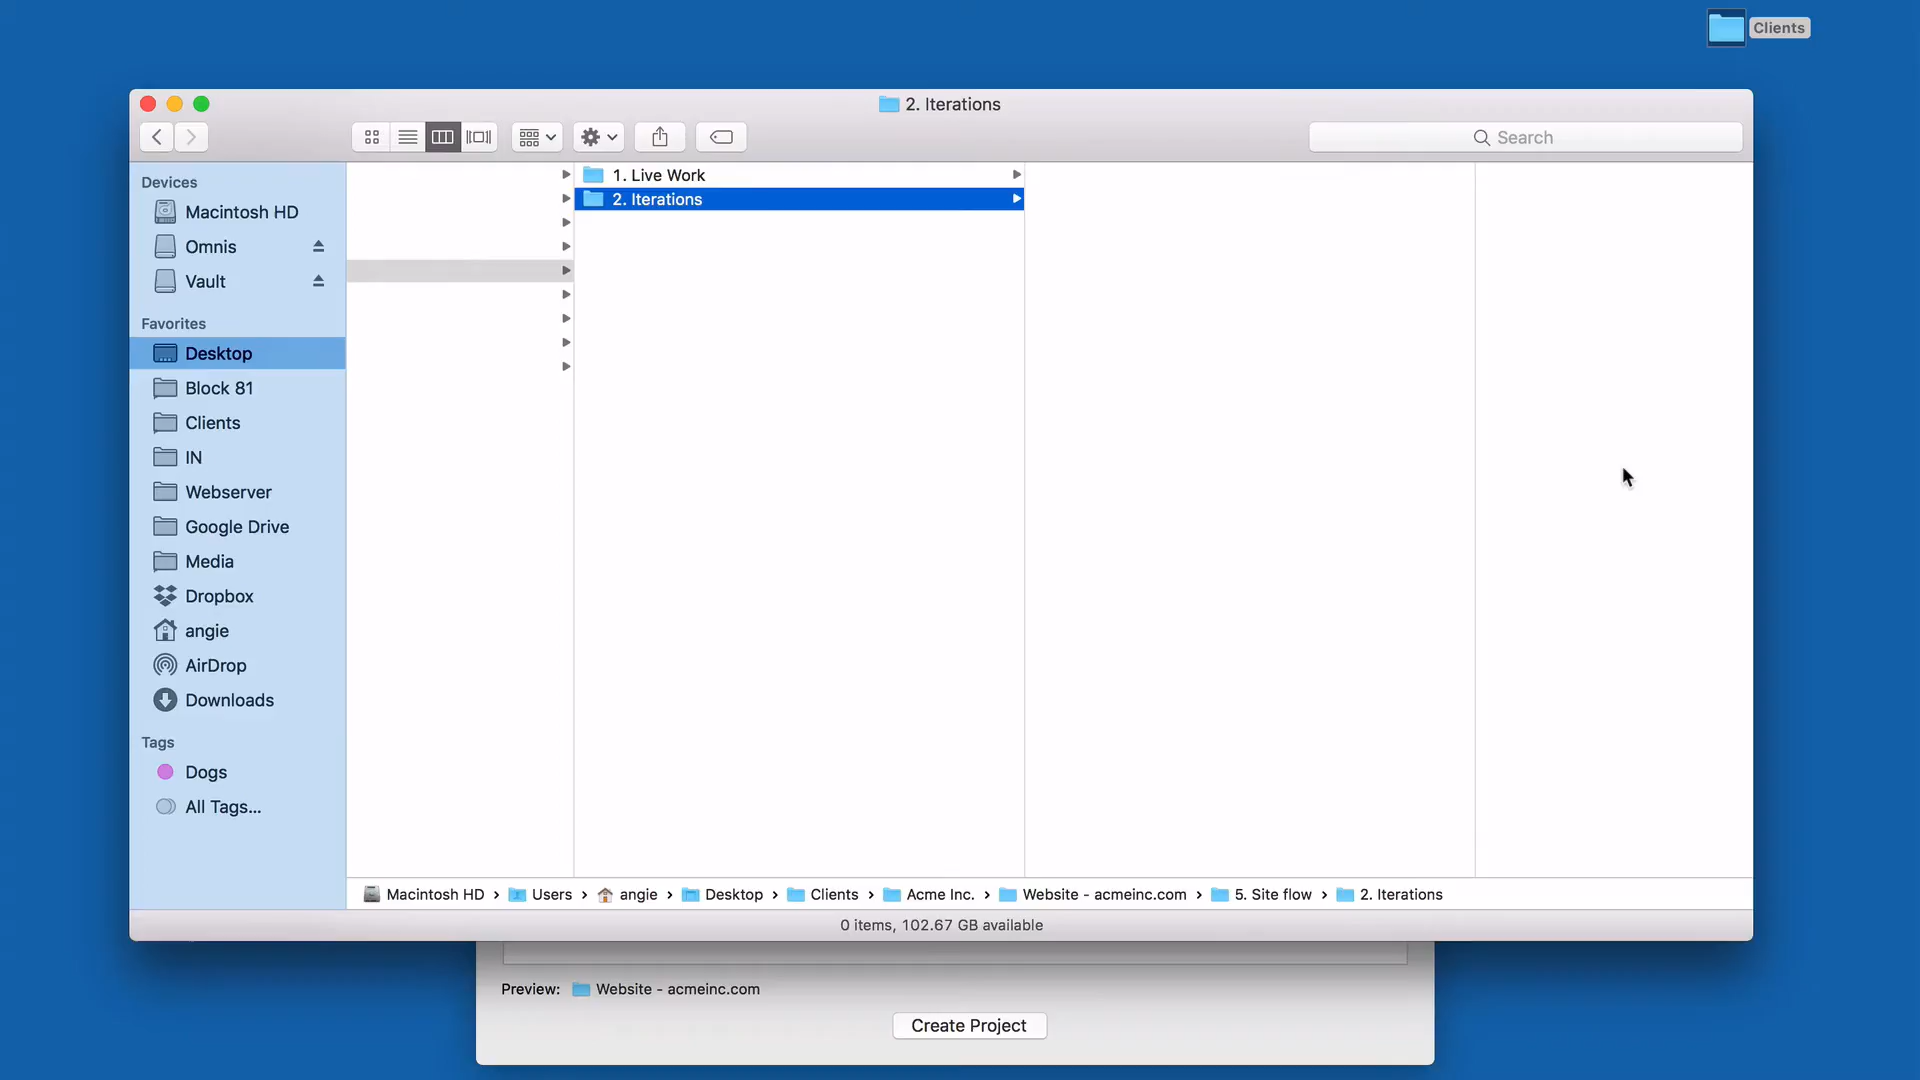 Clients
2. Iterations
Search
Devices
Macintosh HD
Omnis
Vault
Favorites
Desktop
Block 81
Clients
IN
Webserver
Google Drive
Media
Dropbox
angie
AirDrop
Downloads
Tags
Dogs
All Tags...
1. Live Work
2. Iterations
Macintosh HD › Users › angie › Desktop › Clients › Acme Inc. › Website - acmeinc.com › 5. Site flow › 2. Iterations
0 items, 102.67 GB available
Preview: Website - acmeinc.com
Create Project